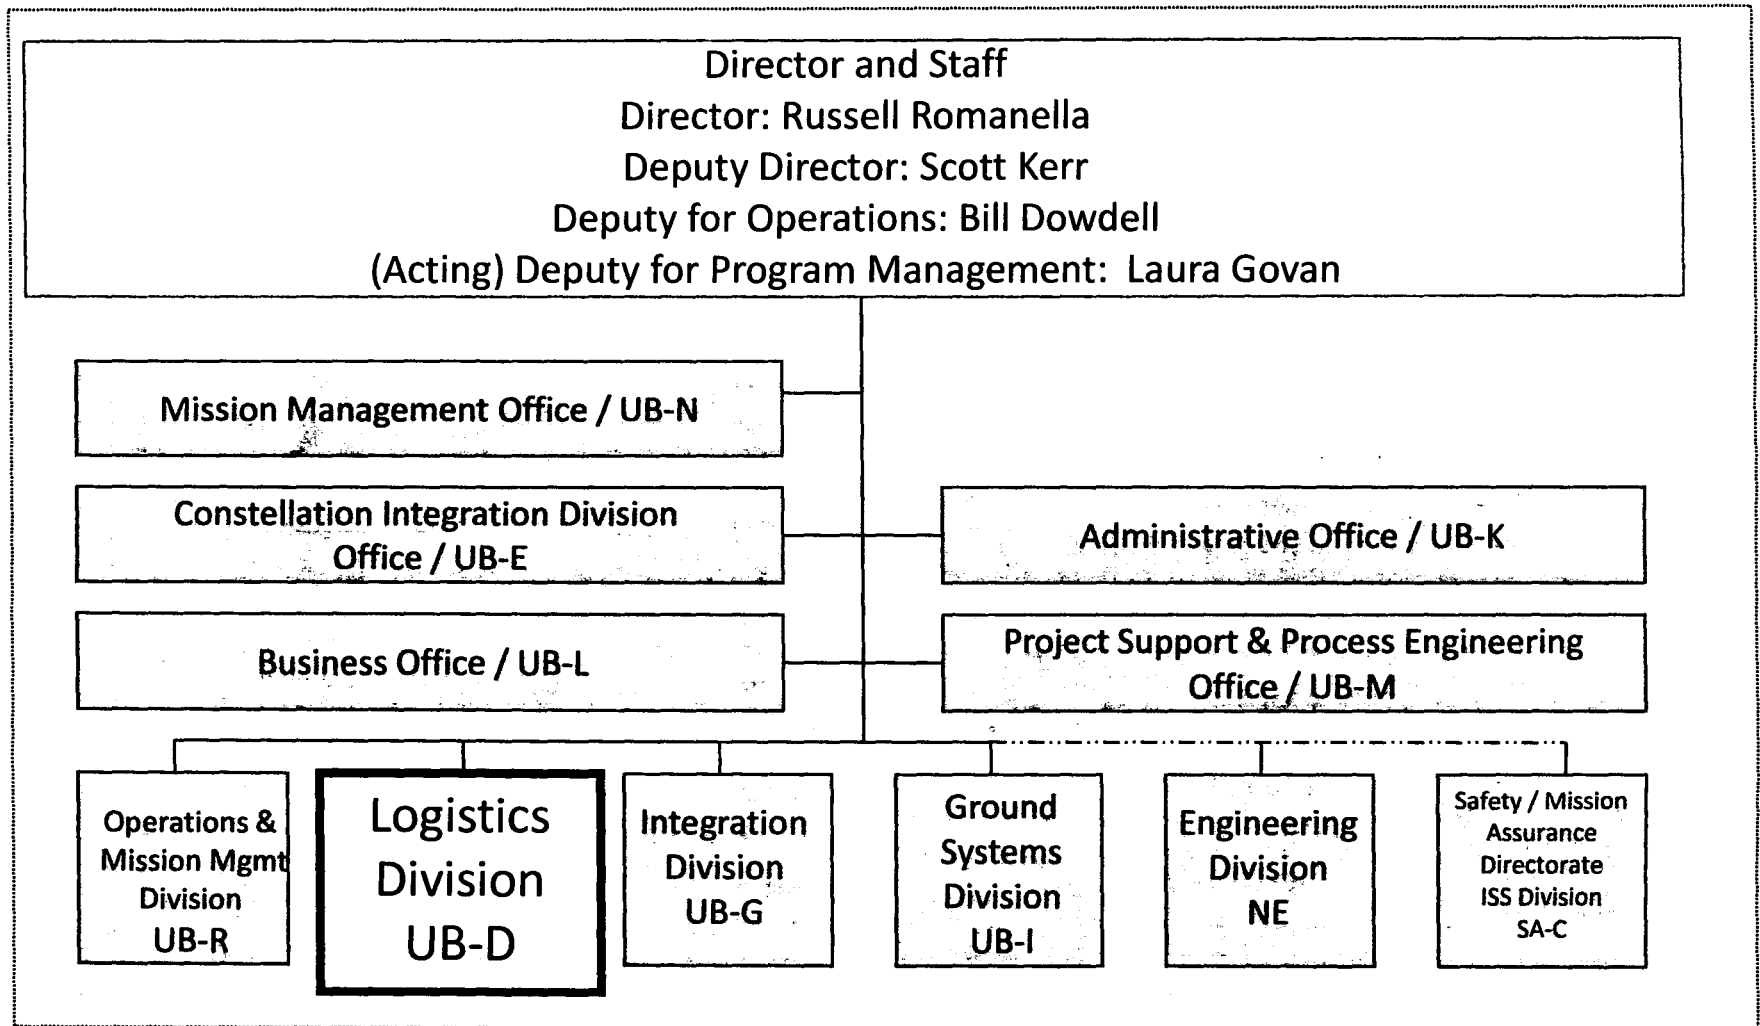 Director and Staff
Director: Russell Romanella
Deputy Director: Scott Kerr
Deputy for Operations: Bill Dowdell
(Acting) Deputy for Program Management: Laura Govan
Mission Management Office / UB-N
Constellation Integration Division
Office / UB-E
Administrative Office / UB-K
Business Office / UB-L
Project Support & Process Engineering
Office / UB-M
Operations &
Mission Mgmt
Division
UB-R
Logistics
Division
UB-D
Integration
Division
UB-G
Ground
Systems
Division
UB-I
Engineering
Division
NE
Safety / Mission
Assurance
Directorate
ISS Division
SA-C